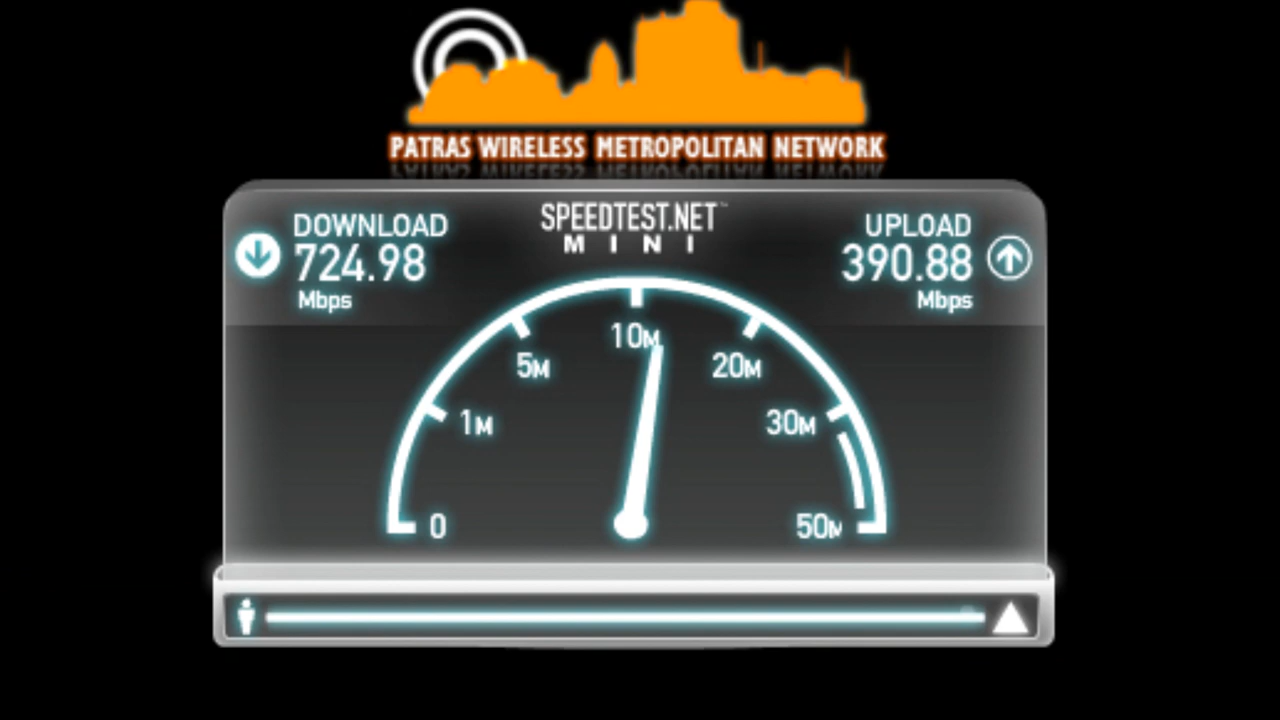 PATRAS WIRELESS METROPOLITAN NETWORK
SPEEDTEST.NET™
MINI
DOWNLOAD
724.98
Mbps
UPLOAD
390.88
Mbps
0
1M
5M
10M
20M
30M
50M